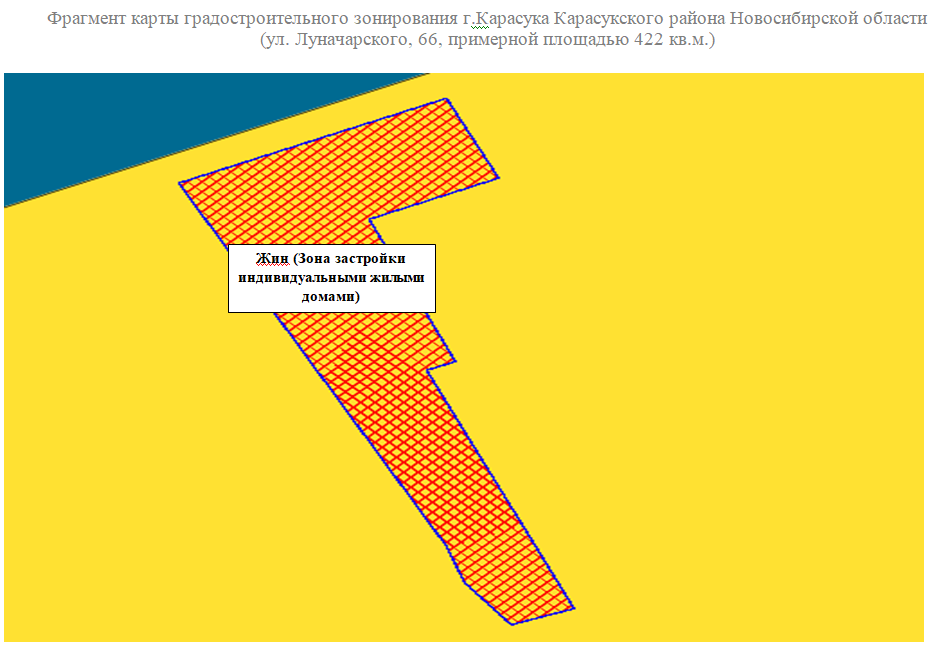 Фрагмент карты градостроительного зонирования г.Карасука Карасукского района Новосибирской области
(ул. Луначарского, 66, примерной площадью 422 кв.м.)
Жин (Зона застройки
индивидуальными жилыми
домами)